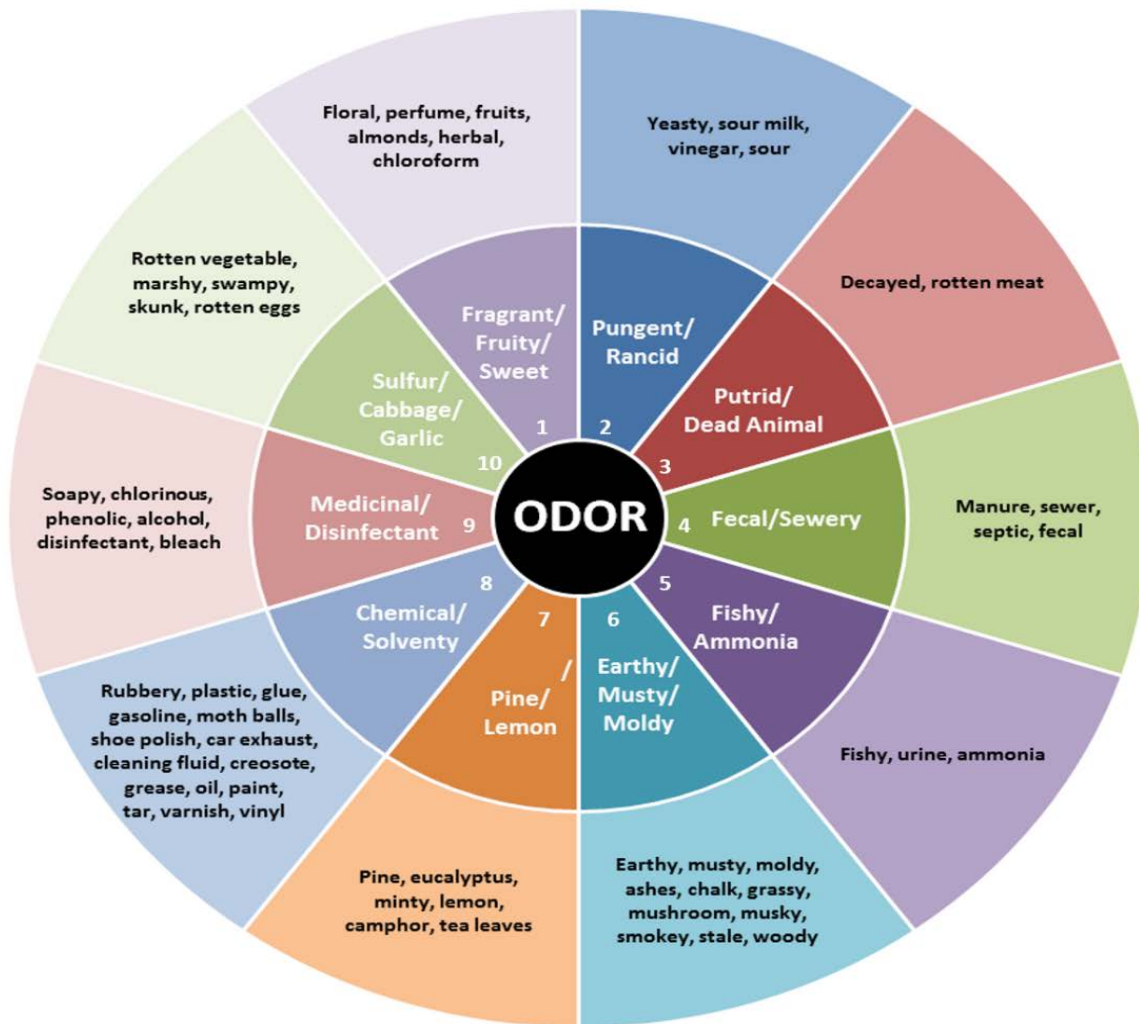 ODOR
Fragrant/
Fruity/
Sweet
1
Floral, perfume, fruits,
almonds, herbal,
chloroform
Pungent/
Rancid
2
Yeasty, sour milk,
vinegar, sour
Putrid/
Dead Animal
3
Decayed, rotten meat
4
Fecal/Sewery
Manure, sewer,
septic, fecal
5
Fishy/
Ammonia
Fishy, urine, ammonia
6
Earthy/
Musty/
Moldy
Earthy, musty, moldy,
ashes, chalk, grassy,
mushroom, musky,
smokey, stale, woody
7
/
Pine/
Lemon
Pine, eucalyptus,
minty, lemon,
camphor, tea leaves
8
Chemical/
Solventy
Rubbery, plastic, glue,
gasoline, moth balls,
shoe polish, car exhaust,
cleaning fluid, creosote,
grease, oil, paint,
tar, varnish, vinyl
Medicinal/
Disinfectant
9
Soapy, chlorinous,
phenolic, alcohol,
disinfectant, bleach
Sulfur/
Cabbage/
Garlic
10
Rotten vegetable,
marshy, swampy,
skunk, rotten eggs